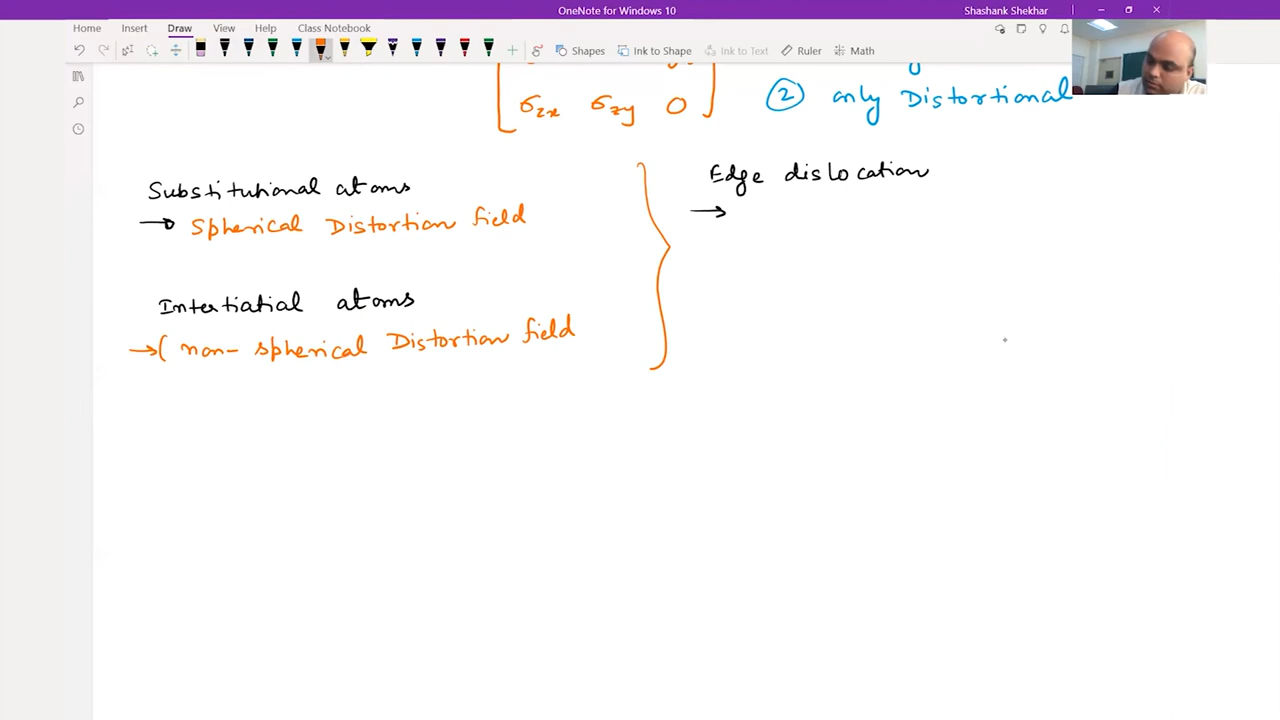 OneNote for Windows 10
Shashank Shekhar
Home Insert Draw View Help Class Notebook
Shapes Ink to Shape Ink to Text Ruler Math
σzx σzy 0
② only Distortional
Substitutional atoms
→ Spherical Distortion field
Intertiatial atoms
→( non- spherical Distortion field
Edge dislocation
→